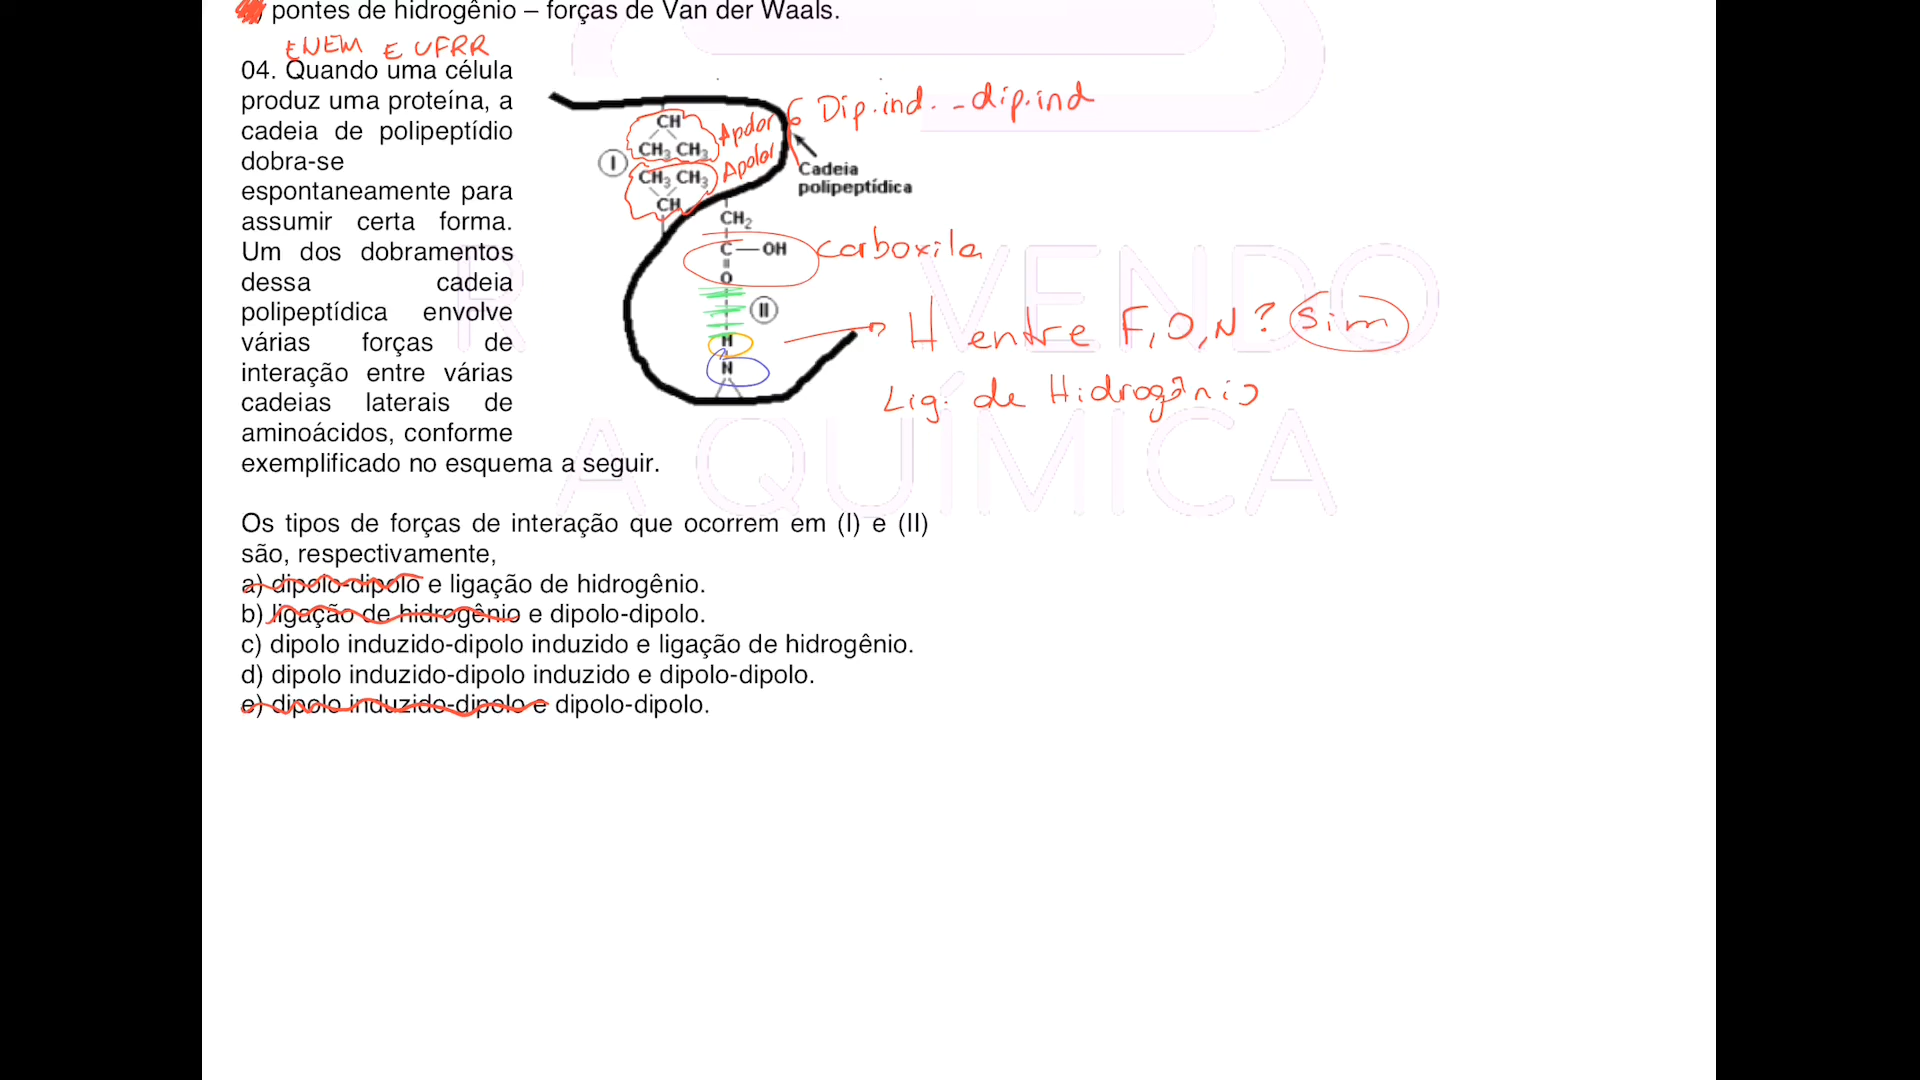 e) pontes de hidrogênio – forças de Van der Waals.
ENEM E UFRR
04. Quando uma célula
produz uma proteína, a
cadeia de polipeptídio
dobra-se
espontaneamente para
assumir certa forma.
Um dos dobramentos
dessa cadeia
polipeptídica envolve
várias forças de
interação entre várias
cadeias laterais de
aminoácidos, conforme
exemplificado no esquema a seguir.
CH
CH3 CH3
CH3 CH3
CH
I
Apolar
Apolar
Dip.ind. - dip.ind
Cadeia
polipeptídica
CH2
C — OH
O
carboxila
II
H
N
H entre F, O, N? Sim
Lig. de Hidrogênio
R VENDO
A QUÍMICA
Os tipos de forças de interação que ocorrem em (I) e (II)
são, respectivamente,
a) dipolo-dipolo e ligação de hidrogênio.
b) ligação de hidrogênio e dipolo-dipolo.
c) dipolo induzido-dipolo induzido e ligação de hidrogênio.
d) dipolo induzido-dipolo induzido e dipolo-dipolo.
e) dipolo induzido-dipolo e dipolo-dipolo.